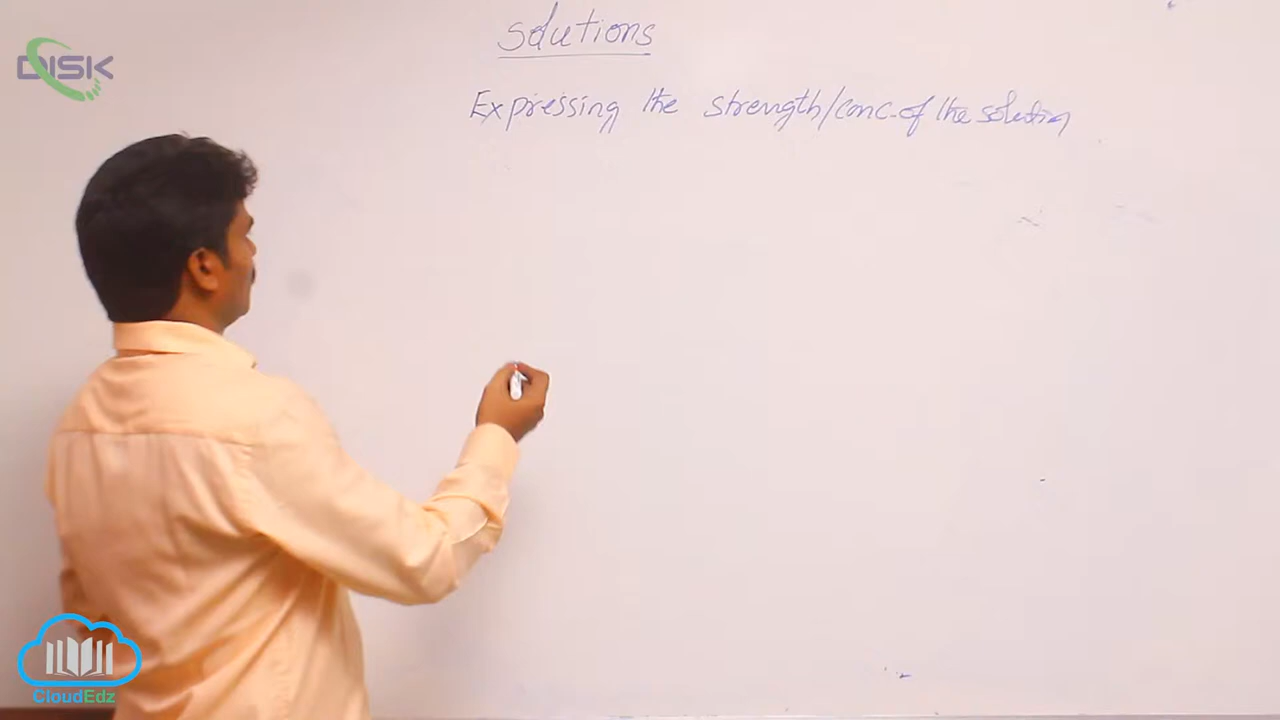 DISK
Solutions
Expressing the strength/conc. of the solution
CloudEdz